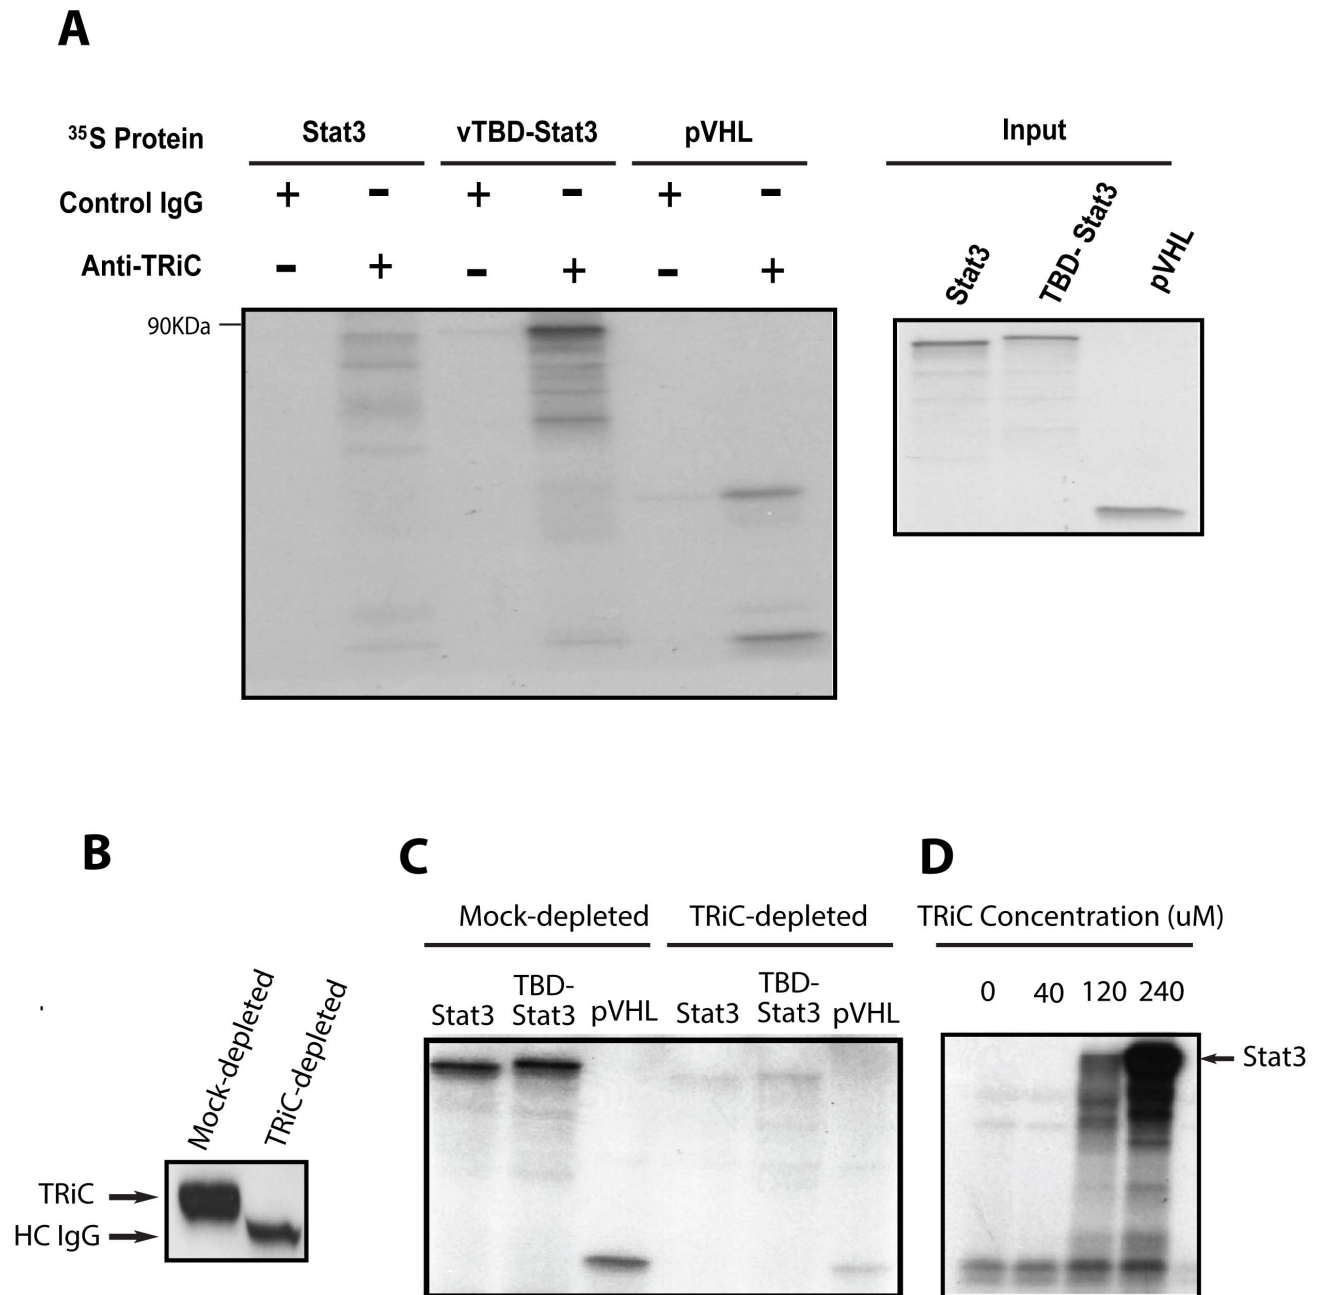 A
35S Protein Stat3 vTBD-Stat3 pVHL Input
Control IgG + - + - + -
Anti-TRiC - + - + - +
Stat3 TBD- Stat3 pVHL
90KDa
B
Mock-depleted TRiC-depleted
TRiC
HC IgG
C
Mock-depleted TRiC-depleted
Stat3 TBD-Stat3 pVHL Stat3 TBD-Stat3 pVHL
D
TRiC Concentration (uM)
0 40 120 240
Stat3